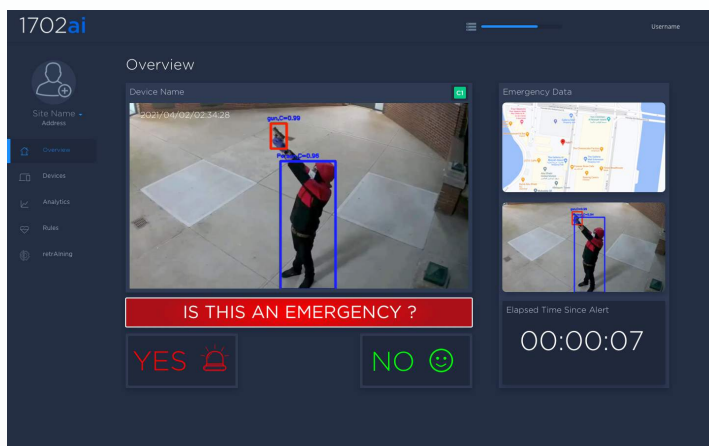 1702ai
Username
Overview
Site Name
Address
Overview
Devices
Analytics
Rules
retrAIning
Device Name
C1
2021/04/02/02:34:28
gun,C=0.99
Person,C=0.96
IS THIS AN EMERGENCY ?
YES
NO
Emergency Data
Elapsed Time Since Alert
00:00:07